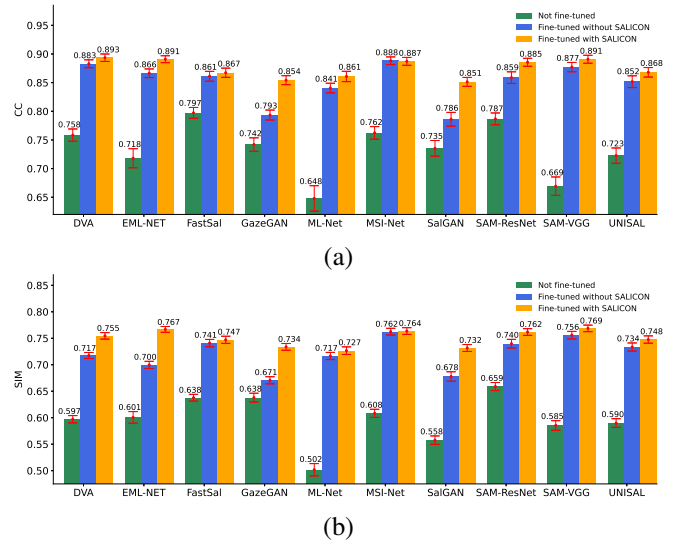 Not fine-tuned
Fine-tuned without SALICON
Fine-tuned with SALICON
CC
0.95
0.90
0.85
0.80
0.75
0.70
0.65
0.758 0.883 0.893
0.718 0.866 0.891
0.797 0.861 0.867
0.742 0.793 0.854
0.648 0.841 0.861
0.762 0.888 0.887
0.735 0.786 0.851
0.787 0.859 0.885
0.669 0.877 0.891
0.723 0.852 0.868
DVA EML-NET FastSal GazeGAN ML-Net MSI-Net SalGAN SAM-ResNet SAM-VGG UNISAL
(a)
Not fine-tuned
Fine-tuned without SALICON
Fine-tuned with SALICON
SIM
0.85
0.80
0.75
0.70
0.65
0.60
0.55
0.50
0.597 0.717 0.755
0.601 0.700 0.767
0.638 0.741 0.747
0.638 0.671 0.734
0.502 0.717 0.727
0.608 0.762 0.764
0.558 0.678 0.732
0.659 0.740 0.762
0.585 0.756 0.769
0.590 0.734 0.748
DVA EML-NET FastSal GazeGAN ML-Net MSI-Net SalGAN SAM-ResNet SAM-VGG UNISAL
(b)